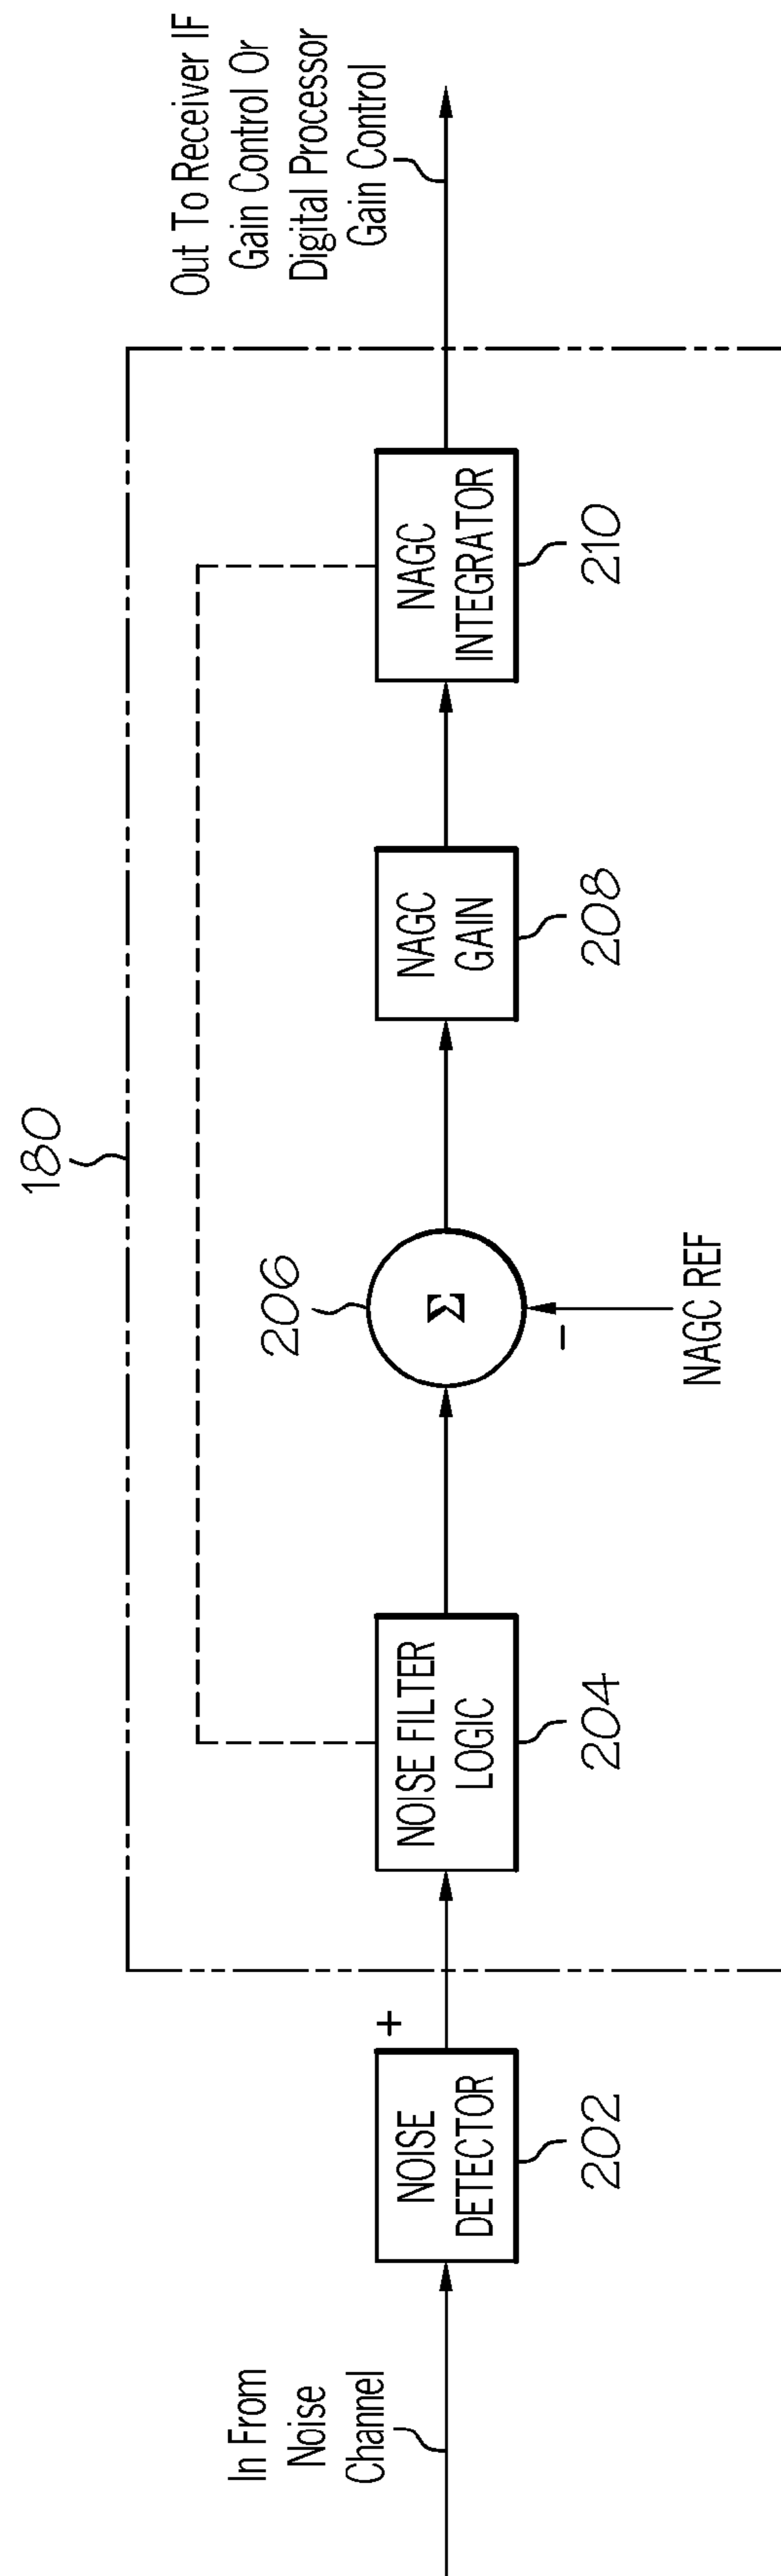 180
In From
Noise
Channel
NOISE
DETECTOR
202
+
NOISE FILTER
LOGIC
204
206
Σ
−
NAGC REF
NAGC
GAIN
208
NAGC
INTEGRATOR
210
Out To Receiver IF
Gain Control Or
Digital Processor
Gain Control